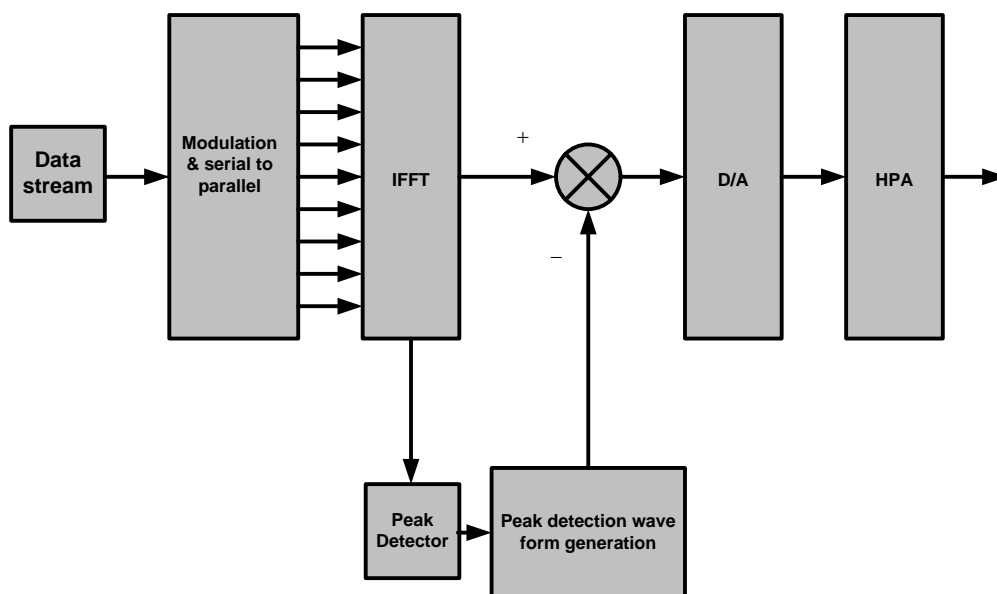 Data
stream
Modulation
& serial to
parallel
IFFT
+
−
D/A
HPA
Peak
Detector
Peak detection wave
form generation